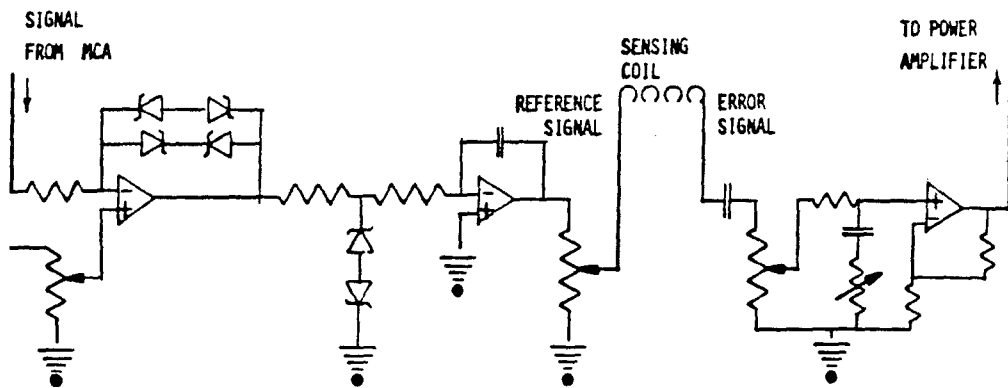 SIGNAL
FROM MCA
REFERENCE
SIGNAL
SENSING
COIL
ERROR
SIGNAL
TO POWER
AMPLIFIER